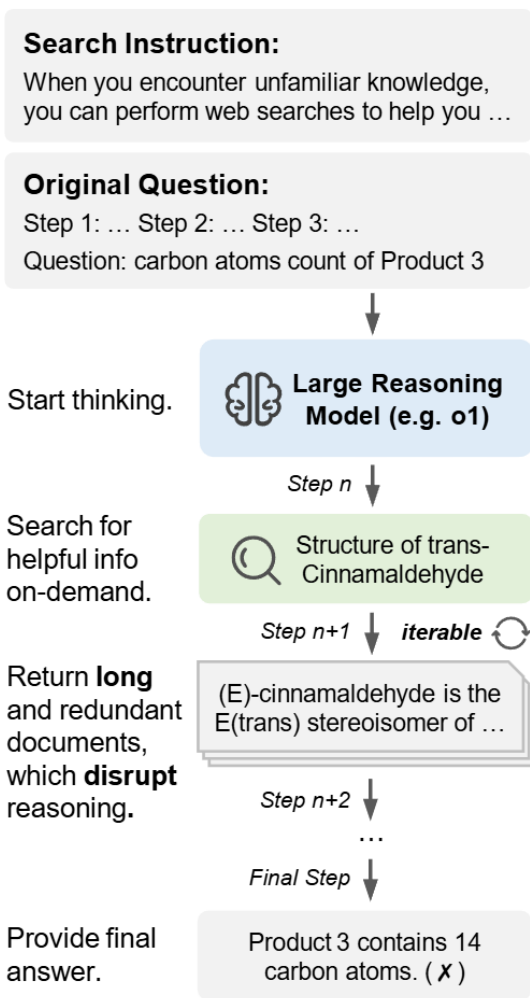 Search Instruction:
When you encounter unfamiliar knowledge,
you can perform web searches to help you …
Original Question:
Step 1: … Step 2: … Step 3: …
Question: carbon atoms count of Product 3
Start thinking.
Large Reasoning
Model (e.g. o1)
Step n
Search for
helpful info
on-demand.
Structure of trans-
Cinnamaldehyde
Step n+1
iterable
Return long
and redundant
documents,
which disrupt
reasoning.
(E)-cinnamaldehyde is the
E(trans) stereoisomer of …
Step n+2
…
Final Step
Provide final
answer.
Product 3 contains 14
carbon atoms. (✗)